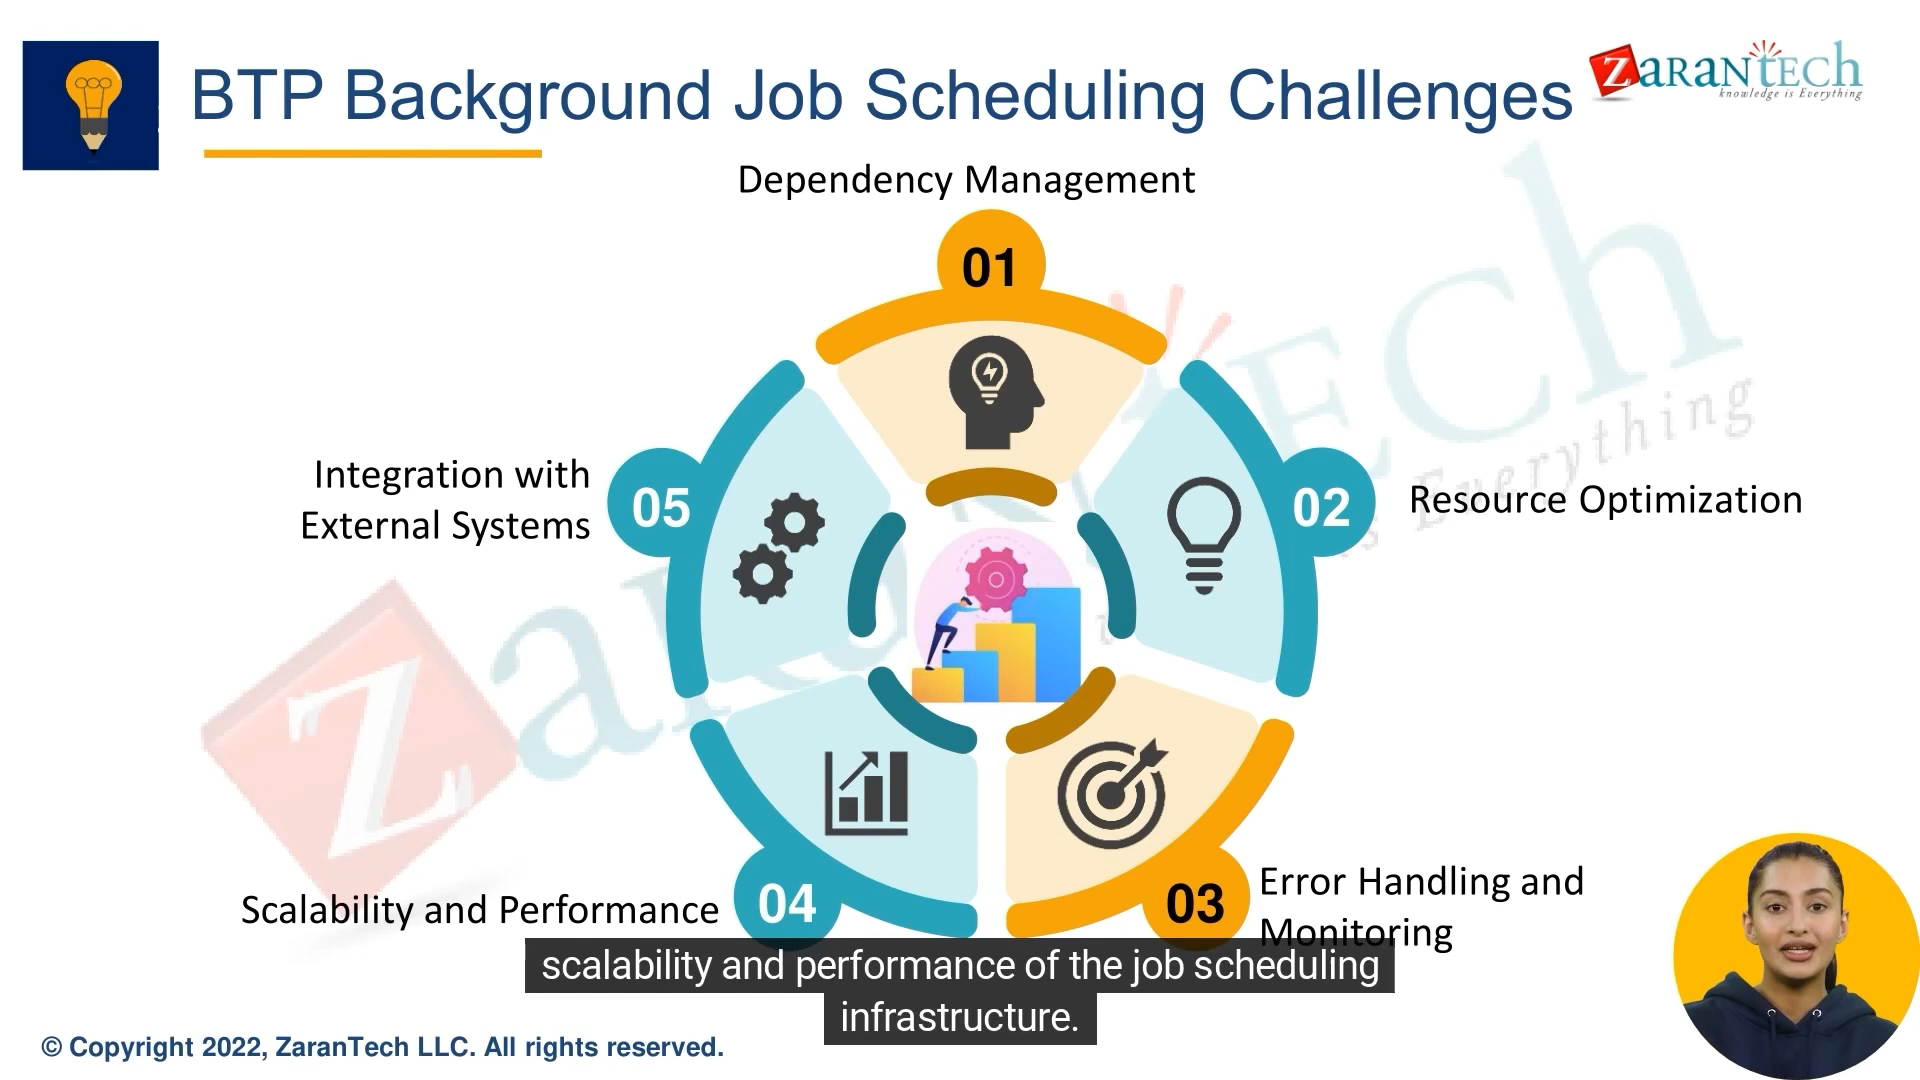 BTP Background Job Scheduling Challenges
ZARANTECH
knowledge is Everything
Dependency Management
01
Integration with
External Systems
05
02
Resource Optimization
Scalability and Performance
04
03
Error Handling and
Monitoring
scalability and performance of the job scheduling
infrastructure.
© Copyright 2022, ZaranTech LLC. All rights reserved.